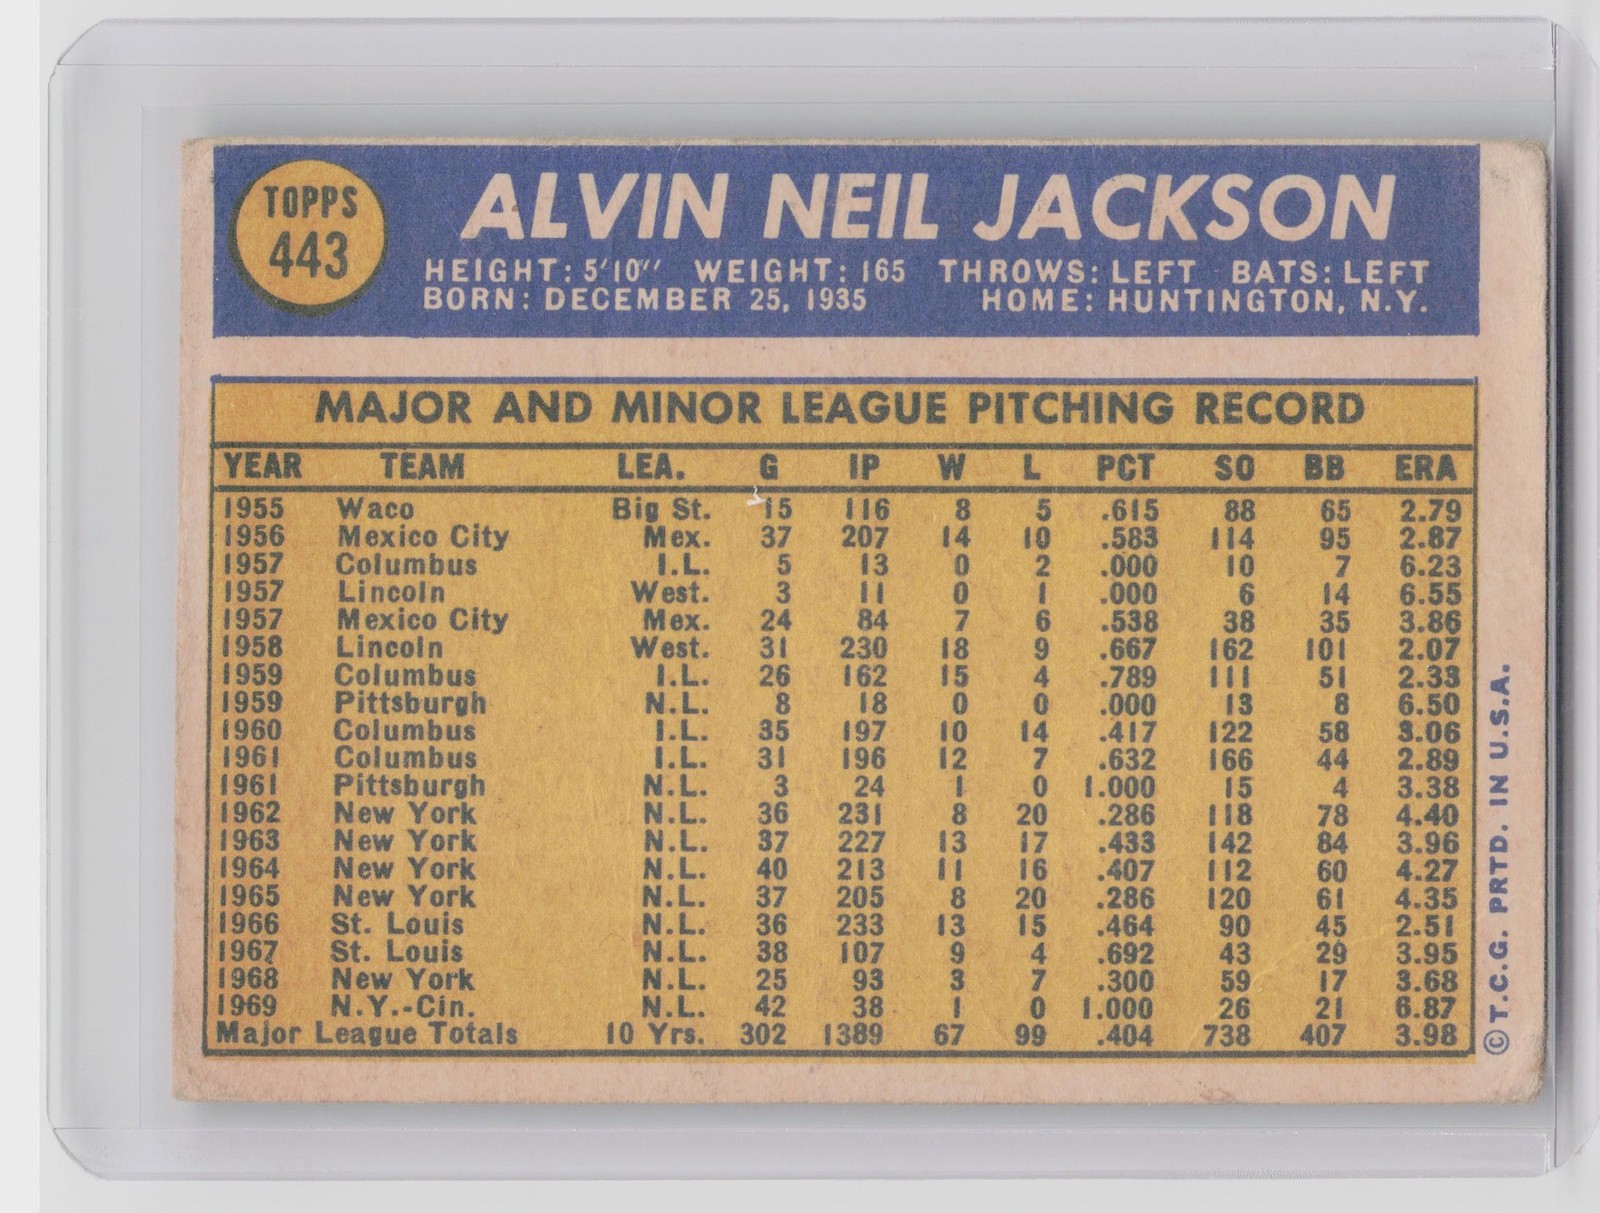 TOPPS
443
ALVIN NEIL JACKSON
HEIGHT: 5'10" WEIGHT: 165 THROWS: LEFT BATS: LEFT
BORN: DECEMBER 25, 1935 HOME: HUNTINGTON, N.Y.
MAJOR AND MINOR LEAGUE PITCHING RECORD
YEAR TEAM LEA. G IP W L PCT SO BB ERA
1955 Waco Big St. 15 116 8 5 .615 88 65 2.79
1956 Mexico City Mex. 37 207 14 10 .583 114 95 2.87
1957 Columbus I.L. 5 13 0 2 .000 10 7 6.23
1957 Lincoln West. 3 11 0 1 .000 6 14 6.55
1957 Mexico City Mex. 24 84 7 6 .538 38 35 3.86
1958 Lincoln West. 31 230 18 9 .667 162 101 2.07
1959 Columbus I.L. 26 162 15 4 .789 111 51 2.33
1959 Pittsburgh N.L. 8 18 0 0 .000 13 8 6.50
1960 Columbus I.L. 35 197 10 14 .417 122 58 3.06
1961 Columbus I.L. 31 196 12 7 .632 166 44 2.89
1961 Pittsburgh N.L. 3 24 1 0 1.000 15 4 3.38
1962 New York N.L. 36 231 8 20 .286 118 78 4.40
1963 New York N.L. 37 227 13 17 .433 142 84 3.96
1964 New York N.L. 40 213 11 16 .407 112 60 4.27
1965 New York N.L. 37 205 8 20 .286 120 61 4.35
1966 St. Louis N.L. 36 233 13 15 .464 90 45 2.51
1967 St. Louis N.L. 38 107 9 4 .692 43 29 3.95
1968 New York N.L. 25 93 3 7 .300 59 17 3.68
1969 N.Y.-Cin. N.L. 42 38 1 0 1.000 26 21 6.87
Major League Totals 10 Yrs. 302 1389 67 99 .404 738 407 3.98
©T.C.G. PRTD. IN U.S.A.